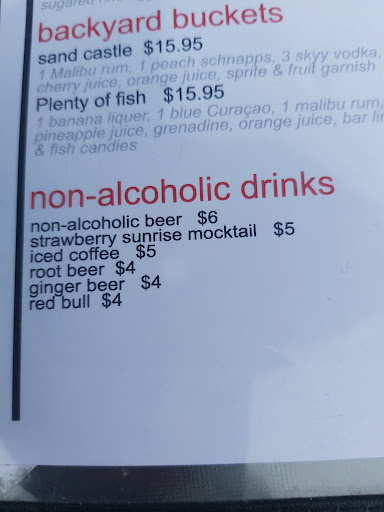 sugared rim,
backyard buckets
sand castle $15.95
1 Malibu rum, 1 peach schnapps, 3 skyy vodka,
cherry juice, orange juice, sprite & fruit garnish
Plenty of fish $15.95
1 banana liquer, 1 blue Curaçao, 1 malibu rum,
pineapple juice, grenadine, orange juice, bar
& fish candies
non-alcoholic drinks
non-alcoholic beer $6
strawberry sunrise mocktail $5
iced coffee $5
root beer $4
ginger beer $4
red bull $4